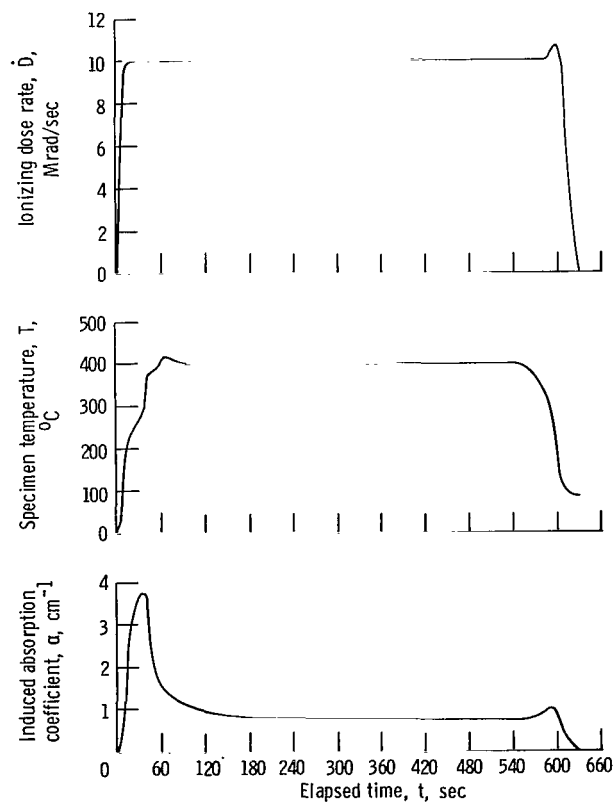 Ionizing dose rate, Ḋ,
Mrad/sec
12
10
8
6
4
2
0
Specimen temperature, T,
°C
500
400
300
200
100
0
Induced absorption
coefficient, α, cm⁻¹
4
3
2
1
0 60 120 180 240 300 360 420 480 540 600 660
Elapsed time, t, sec